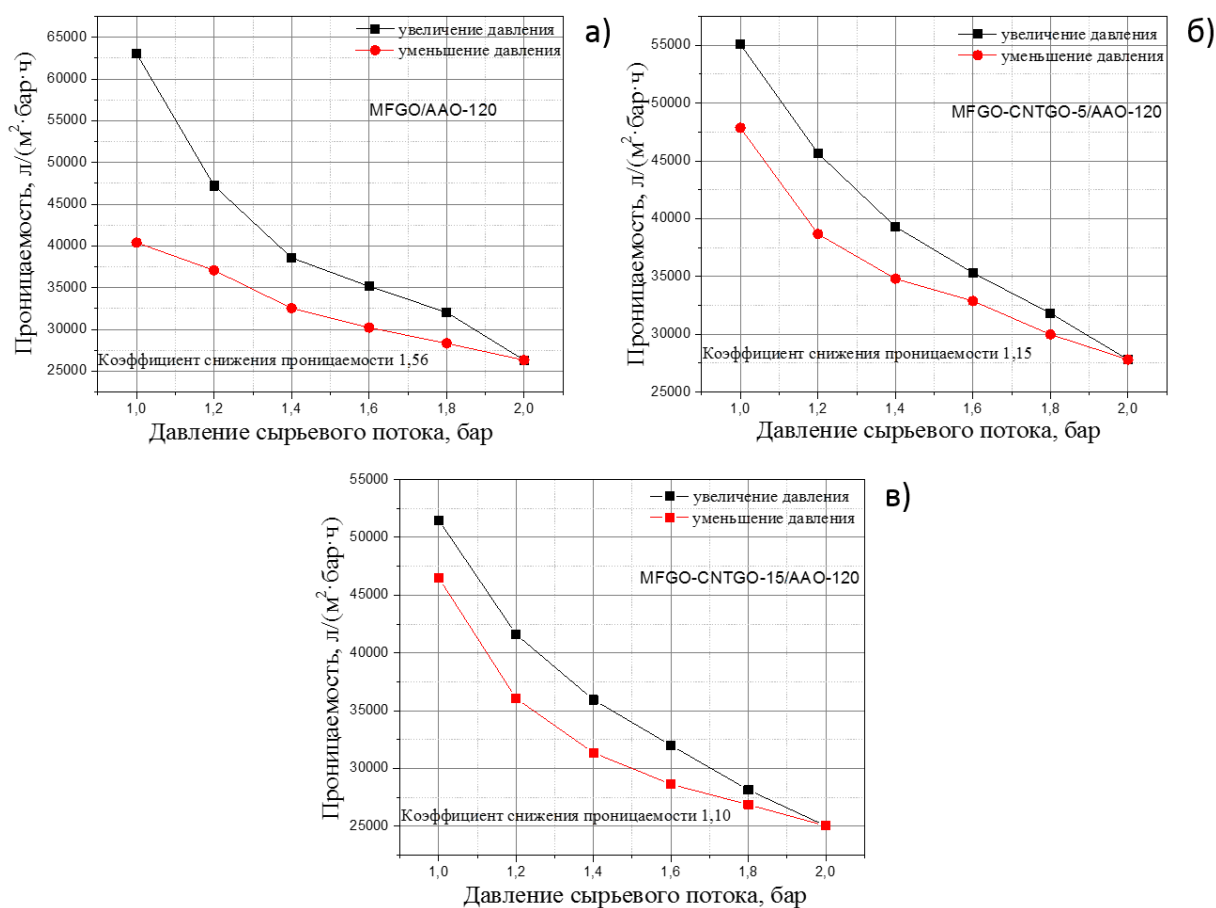 а)
увеличение давления
уменьшение давления
MFGO/AAO-120
Проницаемость, л/(м²·бар·ч)
65000
60000
55000
50000
45000
40000
35000
30000
25000
Коэффициент снижения проницаемости 1,56
1,0 1,2 1,4 1,6 1,8 2,0
Давление сырьевого потока, бар
б)
увеличение давления
уменьшение давления
MFGO-CNTGO-5/AAO-120
Проницаемость, л/(м²·бар·ч)
55000
50000
45000
40000
35000
30000
25000
Коэффициент снижения проницаемости 1,15
1,0 1,2 1,4 1,6 1,8 2,0
Давление сырьевого потока, бар
в)
увеличение давления
уменьшение давления
MFGO-CNTGO-15/AAO-120
Проницаемость, л/(м²·бар·ч)
55000
50000
45000
40000
35000
30000
25000
Коэффициент снижения проницаемости 1,10
1,0 1,2 1,4 1,6 1,8 2,0
Давление сырьевого потока, бар